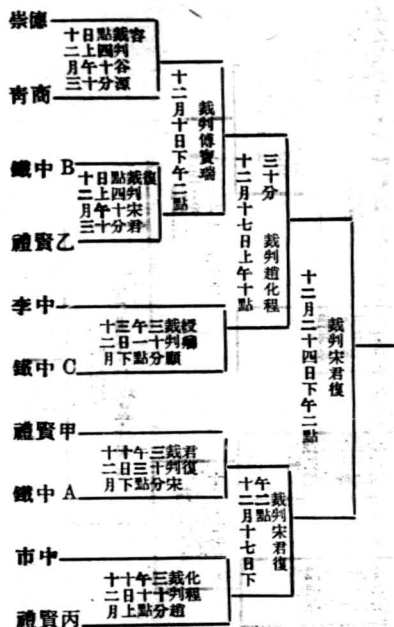 崇德
青商
十二月三
日上午十
點四十分
裁判容谷源
鐵中 B
禮賢乙
十二月三
日上午十
點四十分
裁判宋君復
十二月十日下午二點
裁判傅寶瑞
李中
鐵中 C
十二月
三日下
午一點
三十分
裁判顧
授
十二月十七日上午十點
三十分 裁判趙化程
禮賢甲
鐵中 A
十二月
十日下
午三點
三十分
裁判宋
君復
市中
禮賢丙
十二月
十日上
午十點
三十分
裁判趙
化程
十二月十七日下
午二點
裁判宋君復
十二月二十四日下午二點
裁判宋君復